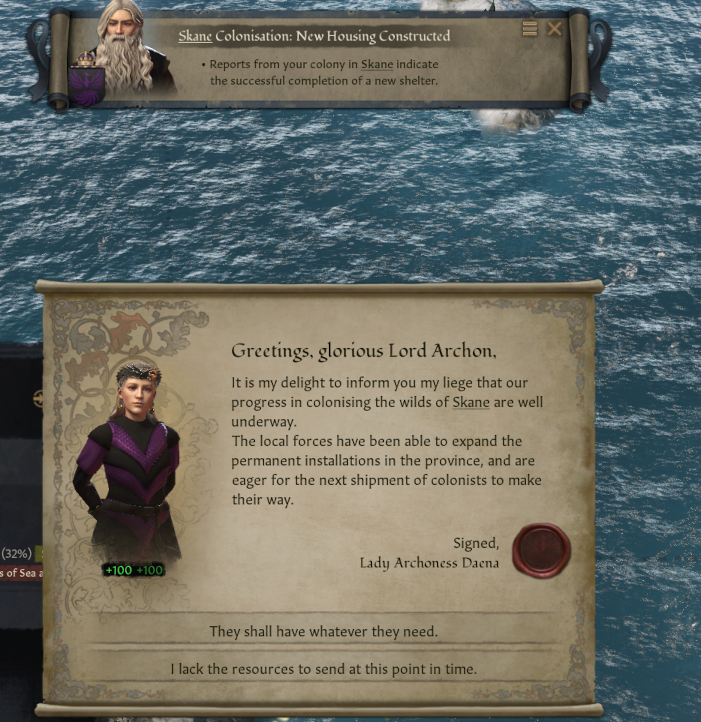 Skane Colonisation: New Housing Constructed
• Reports from your colony in Skane indicate
the successful completion of a new shelter.
Greetings, glorious Lord Archon,
It is my delight to inform you my liege that our
progress in colonising the wilds of Skane are well
underway.
The local forces have been able to expand the
permanent installations in the province, and are
eager for the next shipment of colonists to make
their way.
(32%)
s of Sea a
Signed,
Lady Archoness Daena
+100 +100
They shall have whatever they need.
I lack the resources to send at this point in time.